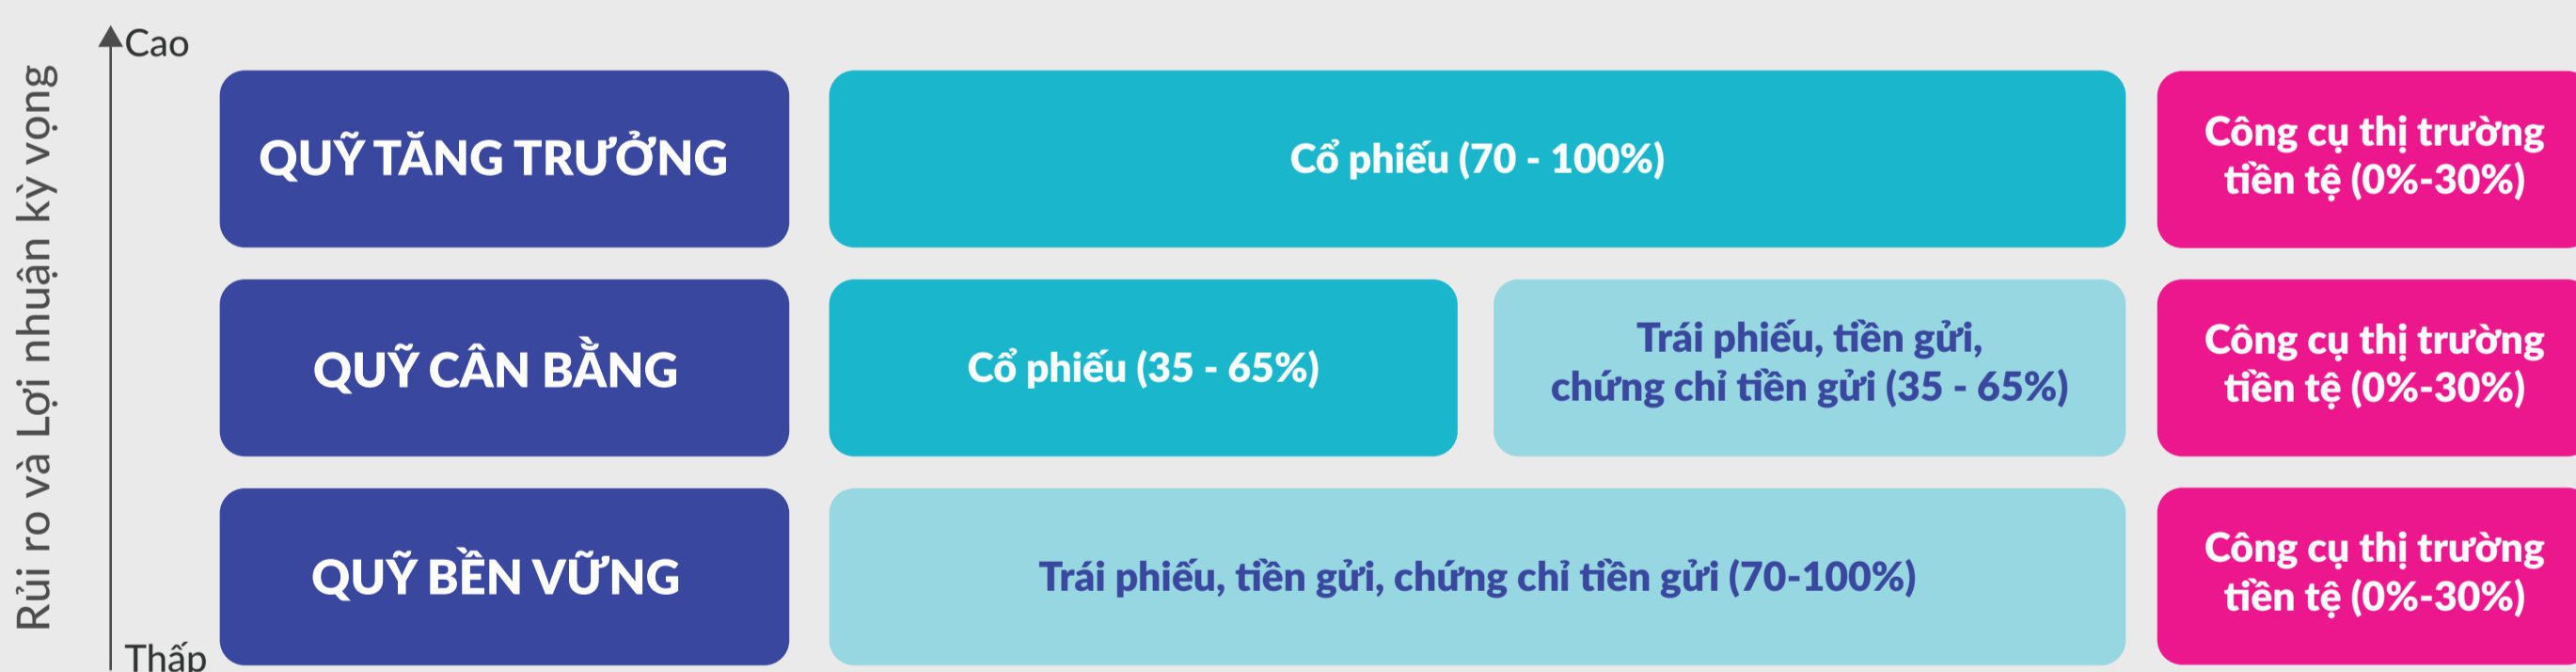 Rủi ro và Lợi nhuận kỳ vọng
Cao
QUỸ TĂNG TRƯỞNG
Cổ phiếu (70 - 100%)
Công cụ thị trường
tiền tệ (0%-30%)
QUỸ CÂN BẰNG
Cổ phiếu (35 - 65%)
Trái phiếu, tiền gửi,
chứng chỉ tiền gửi (35 - 65%)
Công cụ thị trường
tiền tệ (0%-30%)
QUỸ BỀN VỮNG
Trái phiếu, tiền gửi, chứng chỉ tiền gửi (70-100%)
Công cụ thị trường
tiền tệ (0%-30%)
Thấp